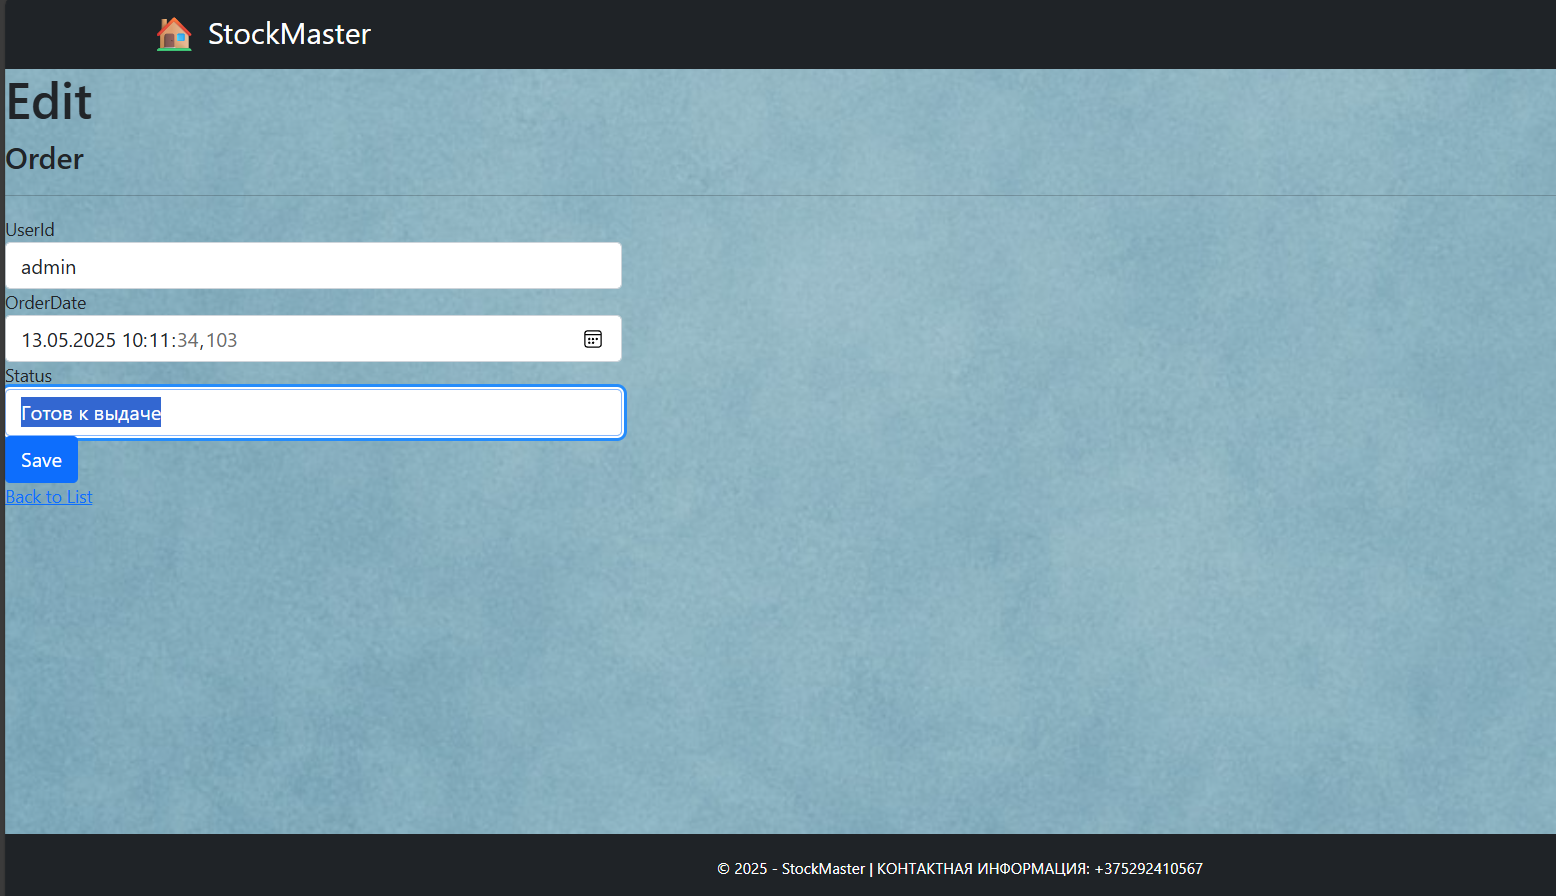 StockMaster
Edit
Order
UserId
admin
OrderDate
13.05.2025 10:11:34,103
Status
Готов к выдаче
Save
Back to List
© 2025 - StockMaster | КОНТАКТНАЯ ИНФОРМАЦИЯ: +375292410567